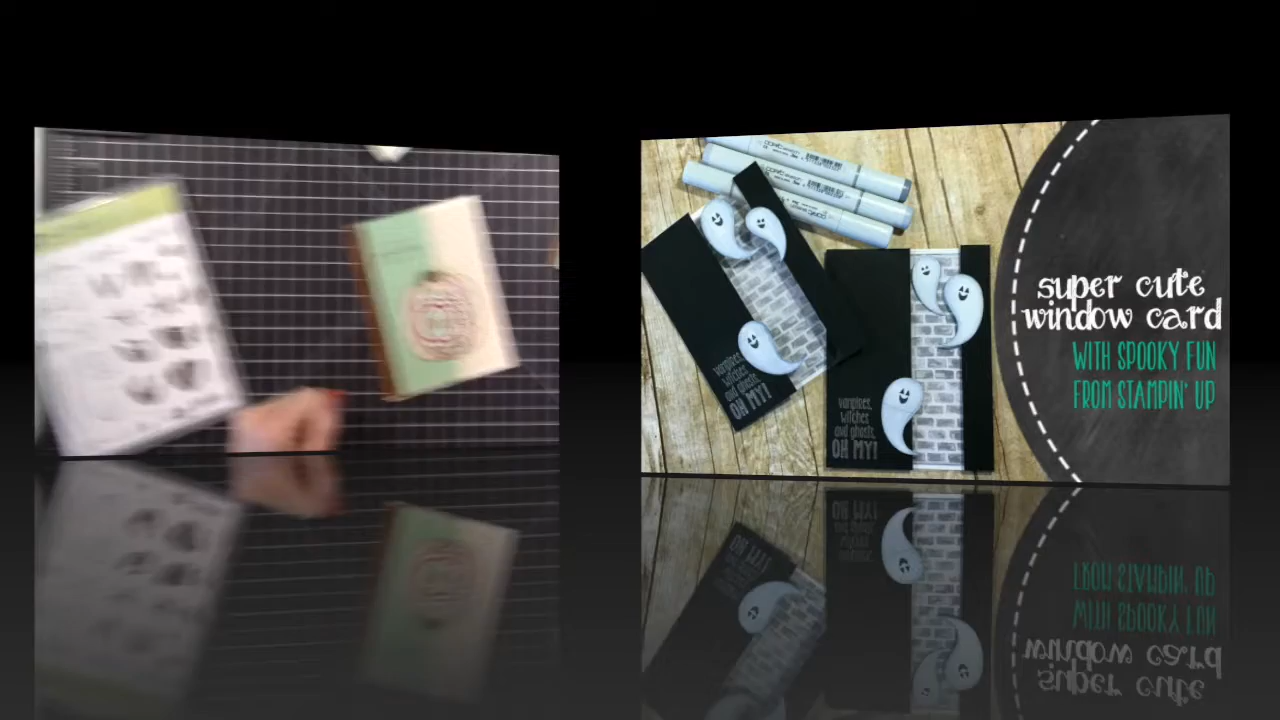 super cute
window card
WITH SPOOKY FUN
FROM STAMPIN' UP
vampires,
witches
and ghosts,
OH MY!
vampires,
witches
and ghosts,
OH MY!